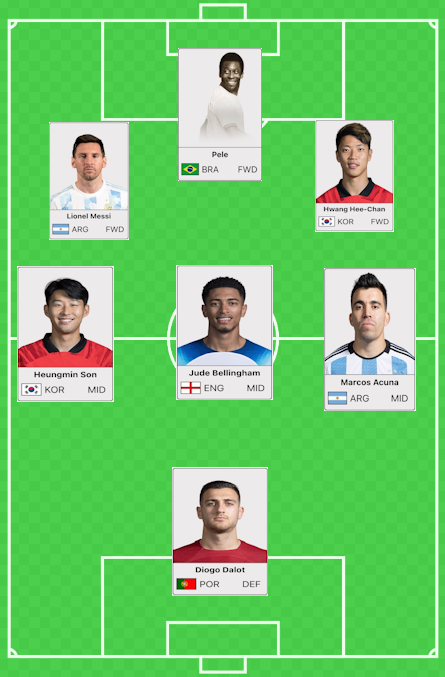 Pele
BRA FWD
Lionel Messi
ARG FWD
Hwang Hee-Chan
KOR FWD
Heungmin Son
KOR MID
Jude Bellingham
ENG MID
Marcos Acuna
ARG MID
Diogo Dalot
POR DEF